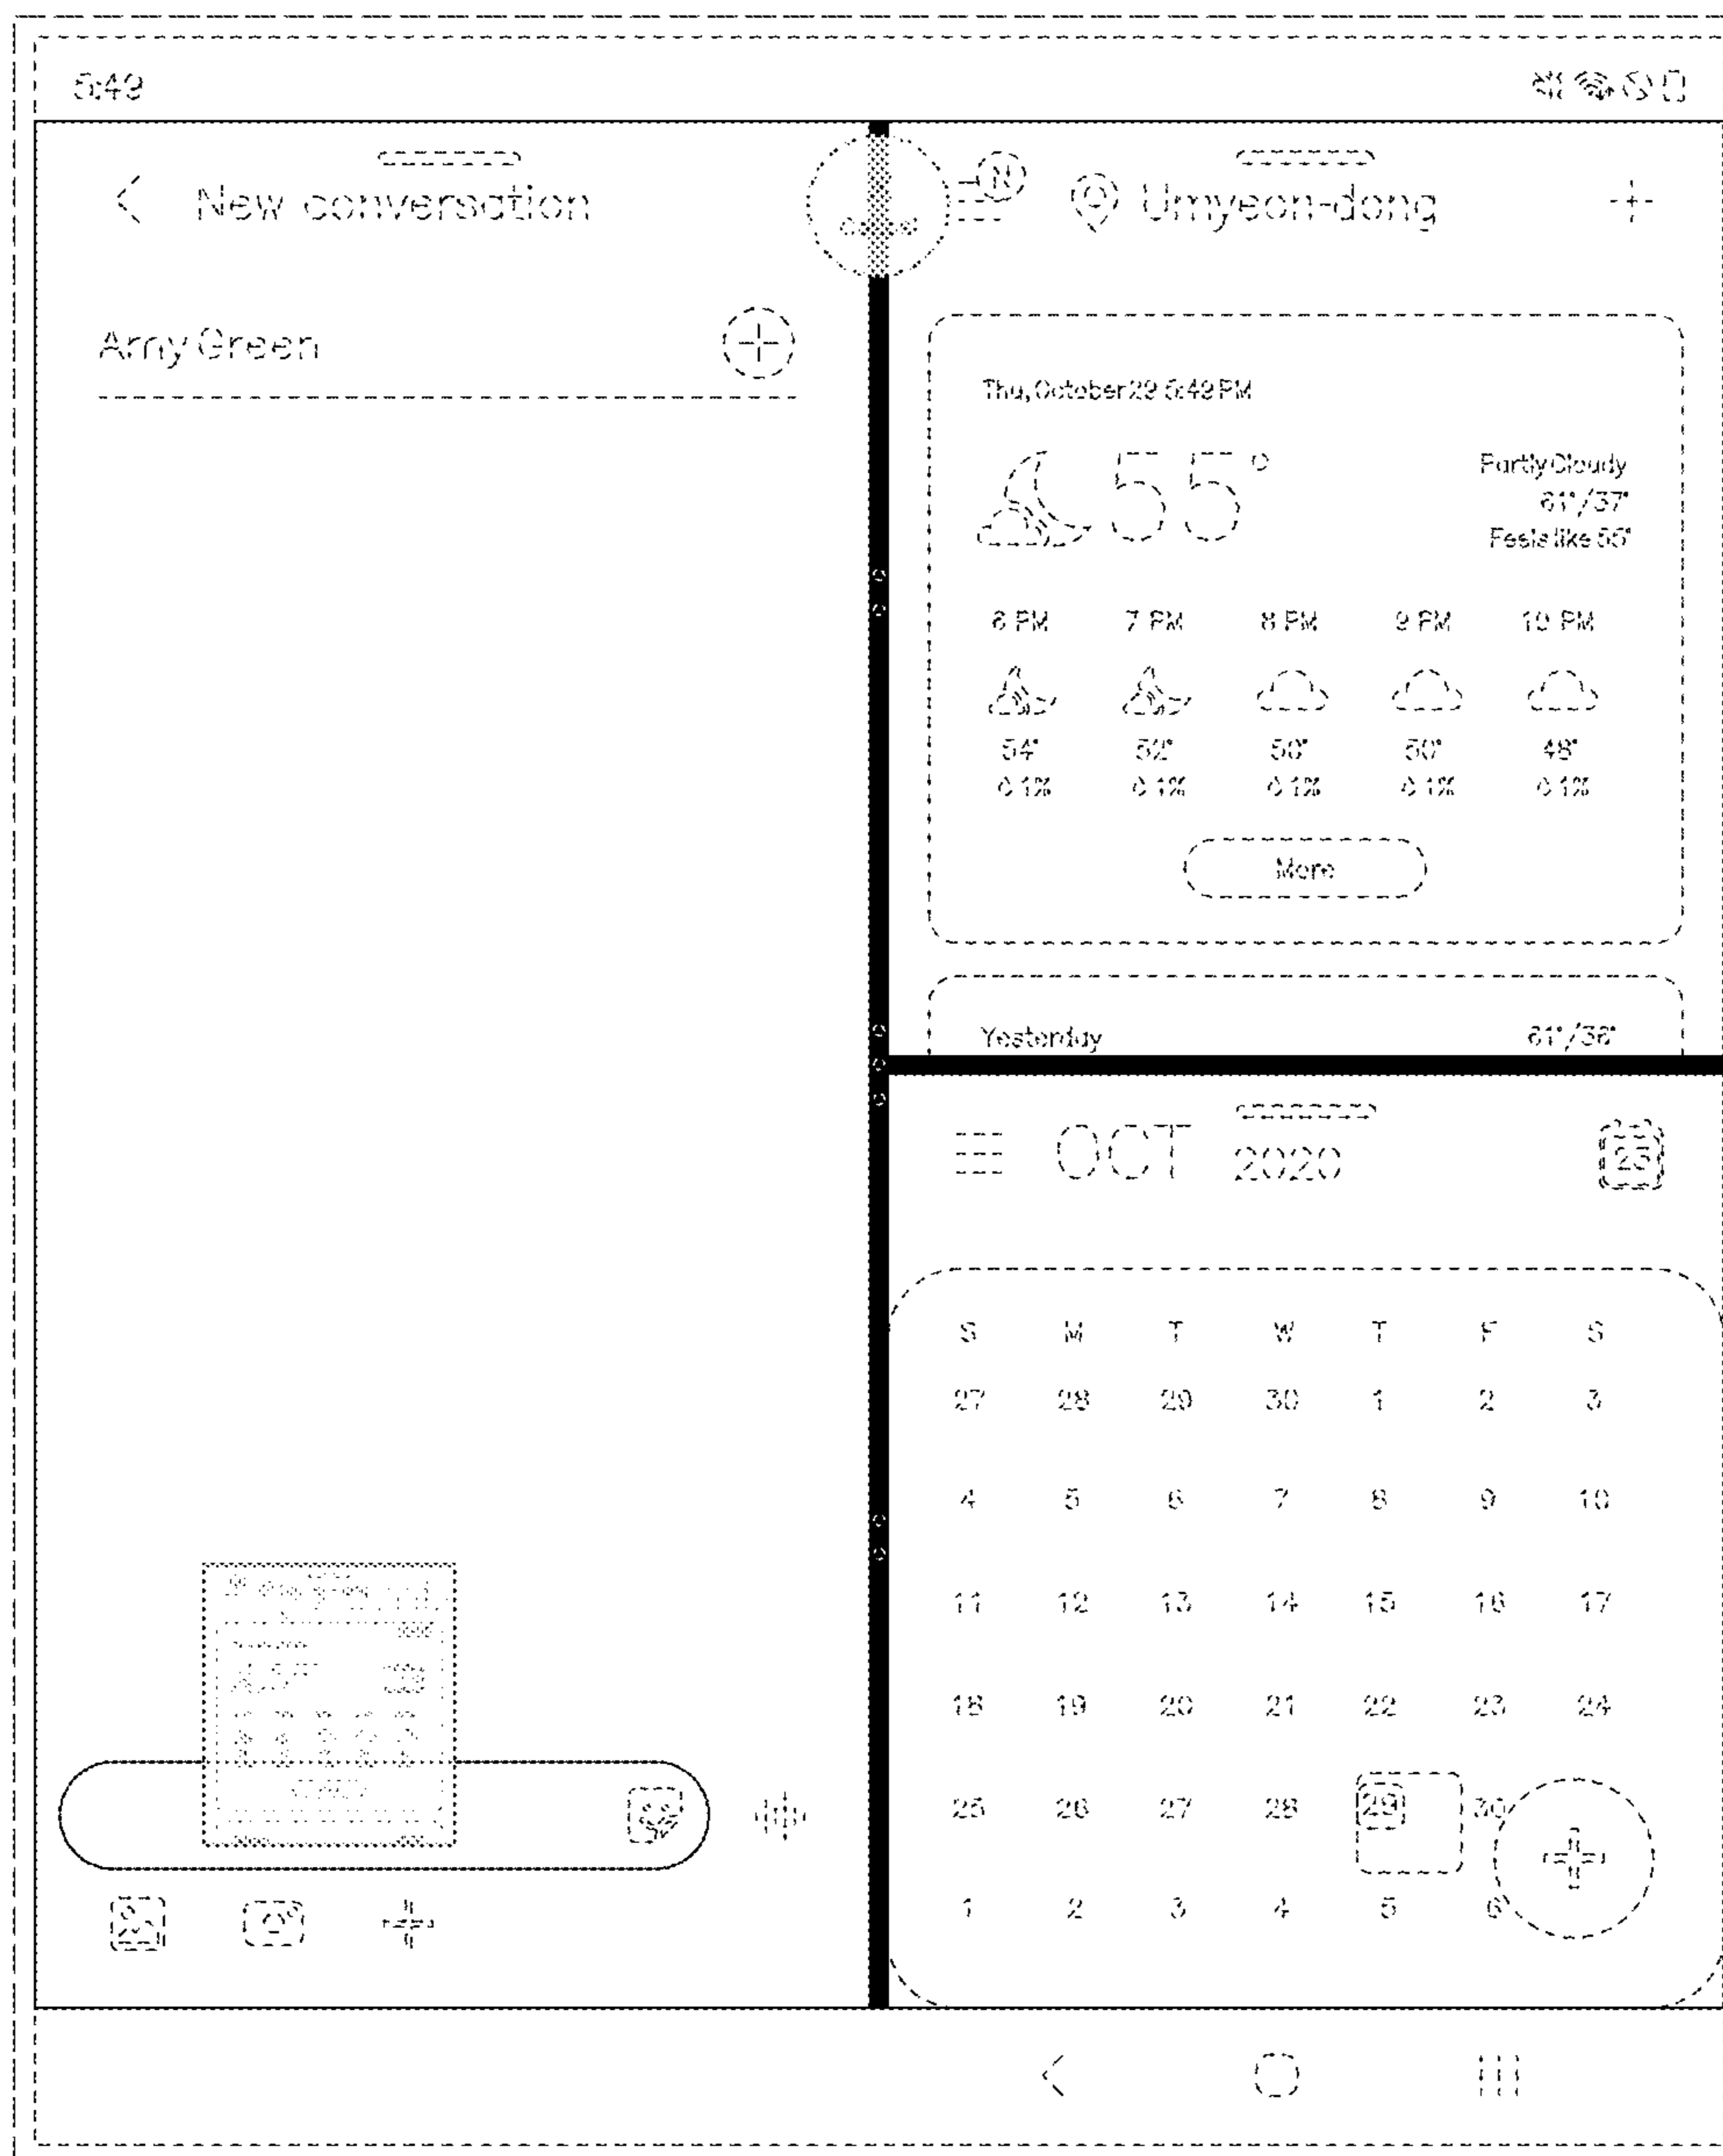 5:49
New conversation
Amy Green
Cancel
N
Umyeon-dong
Thu, October 29 5:49 PM
55°
Partly Cloudy
61°/37°
Feels like 55°
6 PM 7 PM 8 PM 9 PM 10 PM
54° 52° 50° 50° 48°
More
Yesterday 61°/36°
OCT 2020
S M T W T F S
27 28 29 30 1 2 3
4 5 6 7 8 9 10
11 12 13 14 15 16 17
18 19 20 21 22 23 24
25 26 27 28 29 30
1 2 3 4 5 6